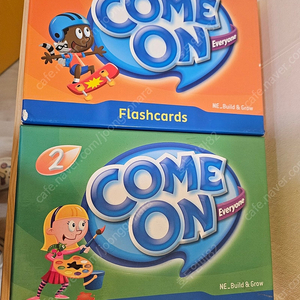 COME
ON
Everyone
NE_Build & Grow
Flashcards
2
COME
ON
Everyone
NE_Build & Grow